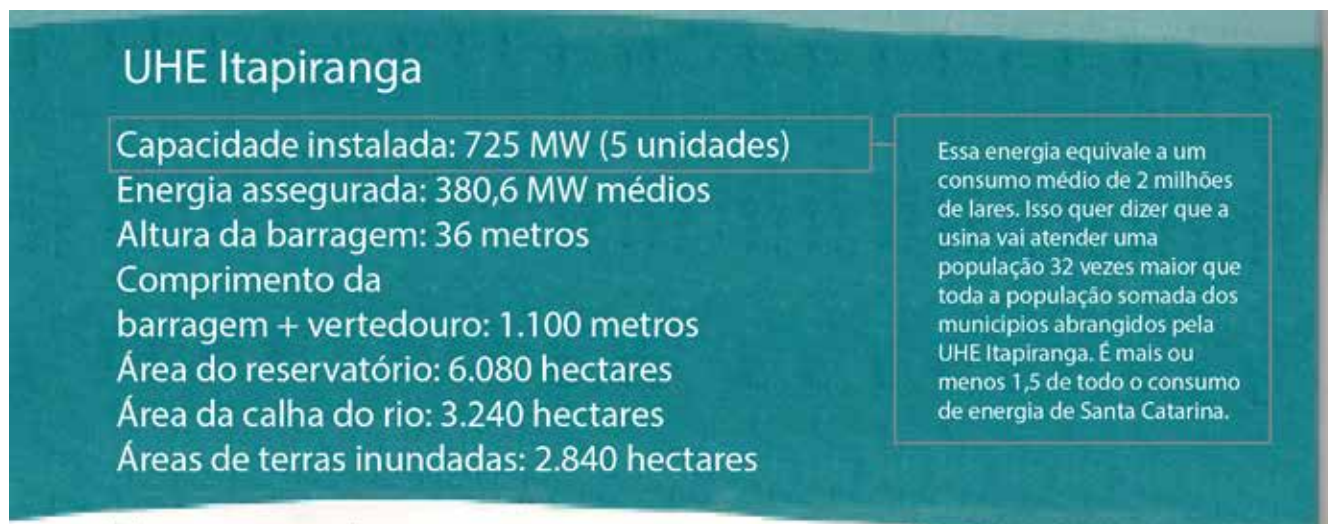 UHE Itapiranga
Capacidade instalada: 725 MW (5 unidades)
Energia assegurada: 380,6 MW médios
Altura da barragem: 36 metros
Comprimento da
barragem + vertedouro: 1.100 metros
Área do reservatório: 6.080 hectares
Área da calha do rio: 3.240 hectares
Áreas de terras inundadas: 2.840 hectares
Essa energia equivale a um
consumo médio de 2 milhões
de lares. Isso quer dizer que a
usina vai atender uma
população 32 vezes maior que
toda a população somada dos
municipios abrangidos pela
UHE Itapiranga. É mais ou
menos 1,5 de todo o consumo
de energia de Santa Catarina.